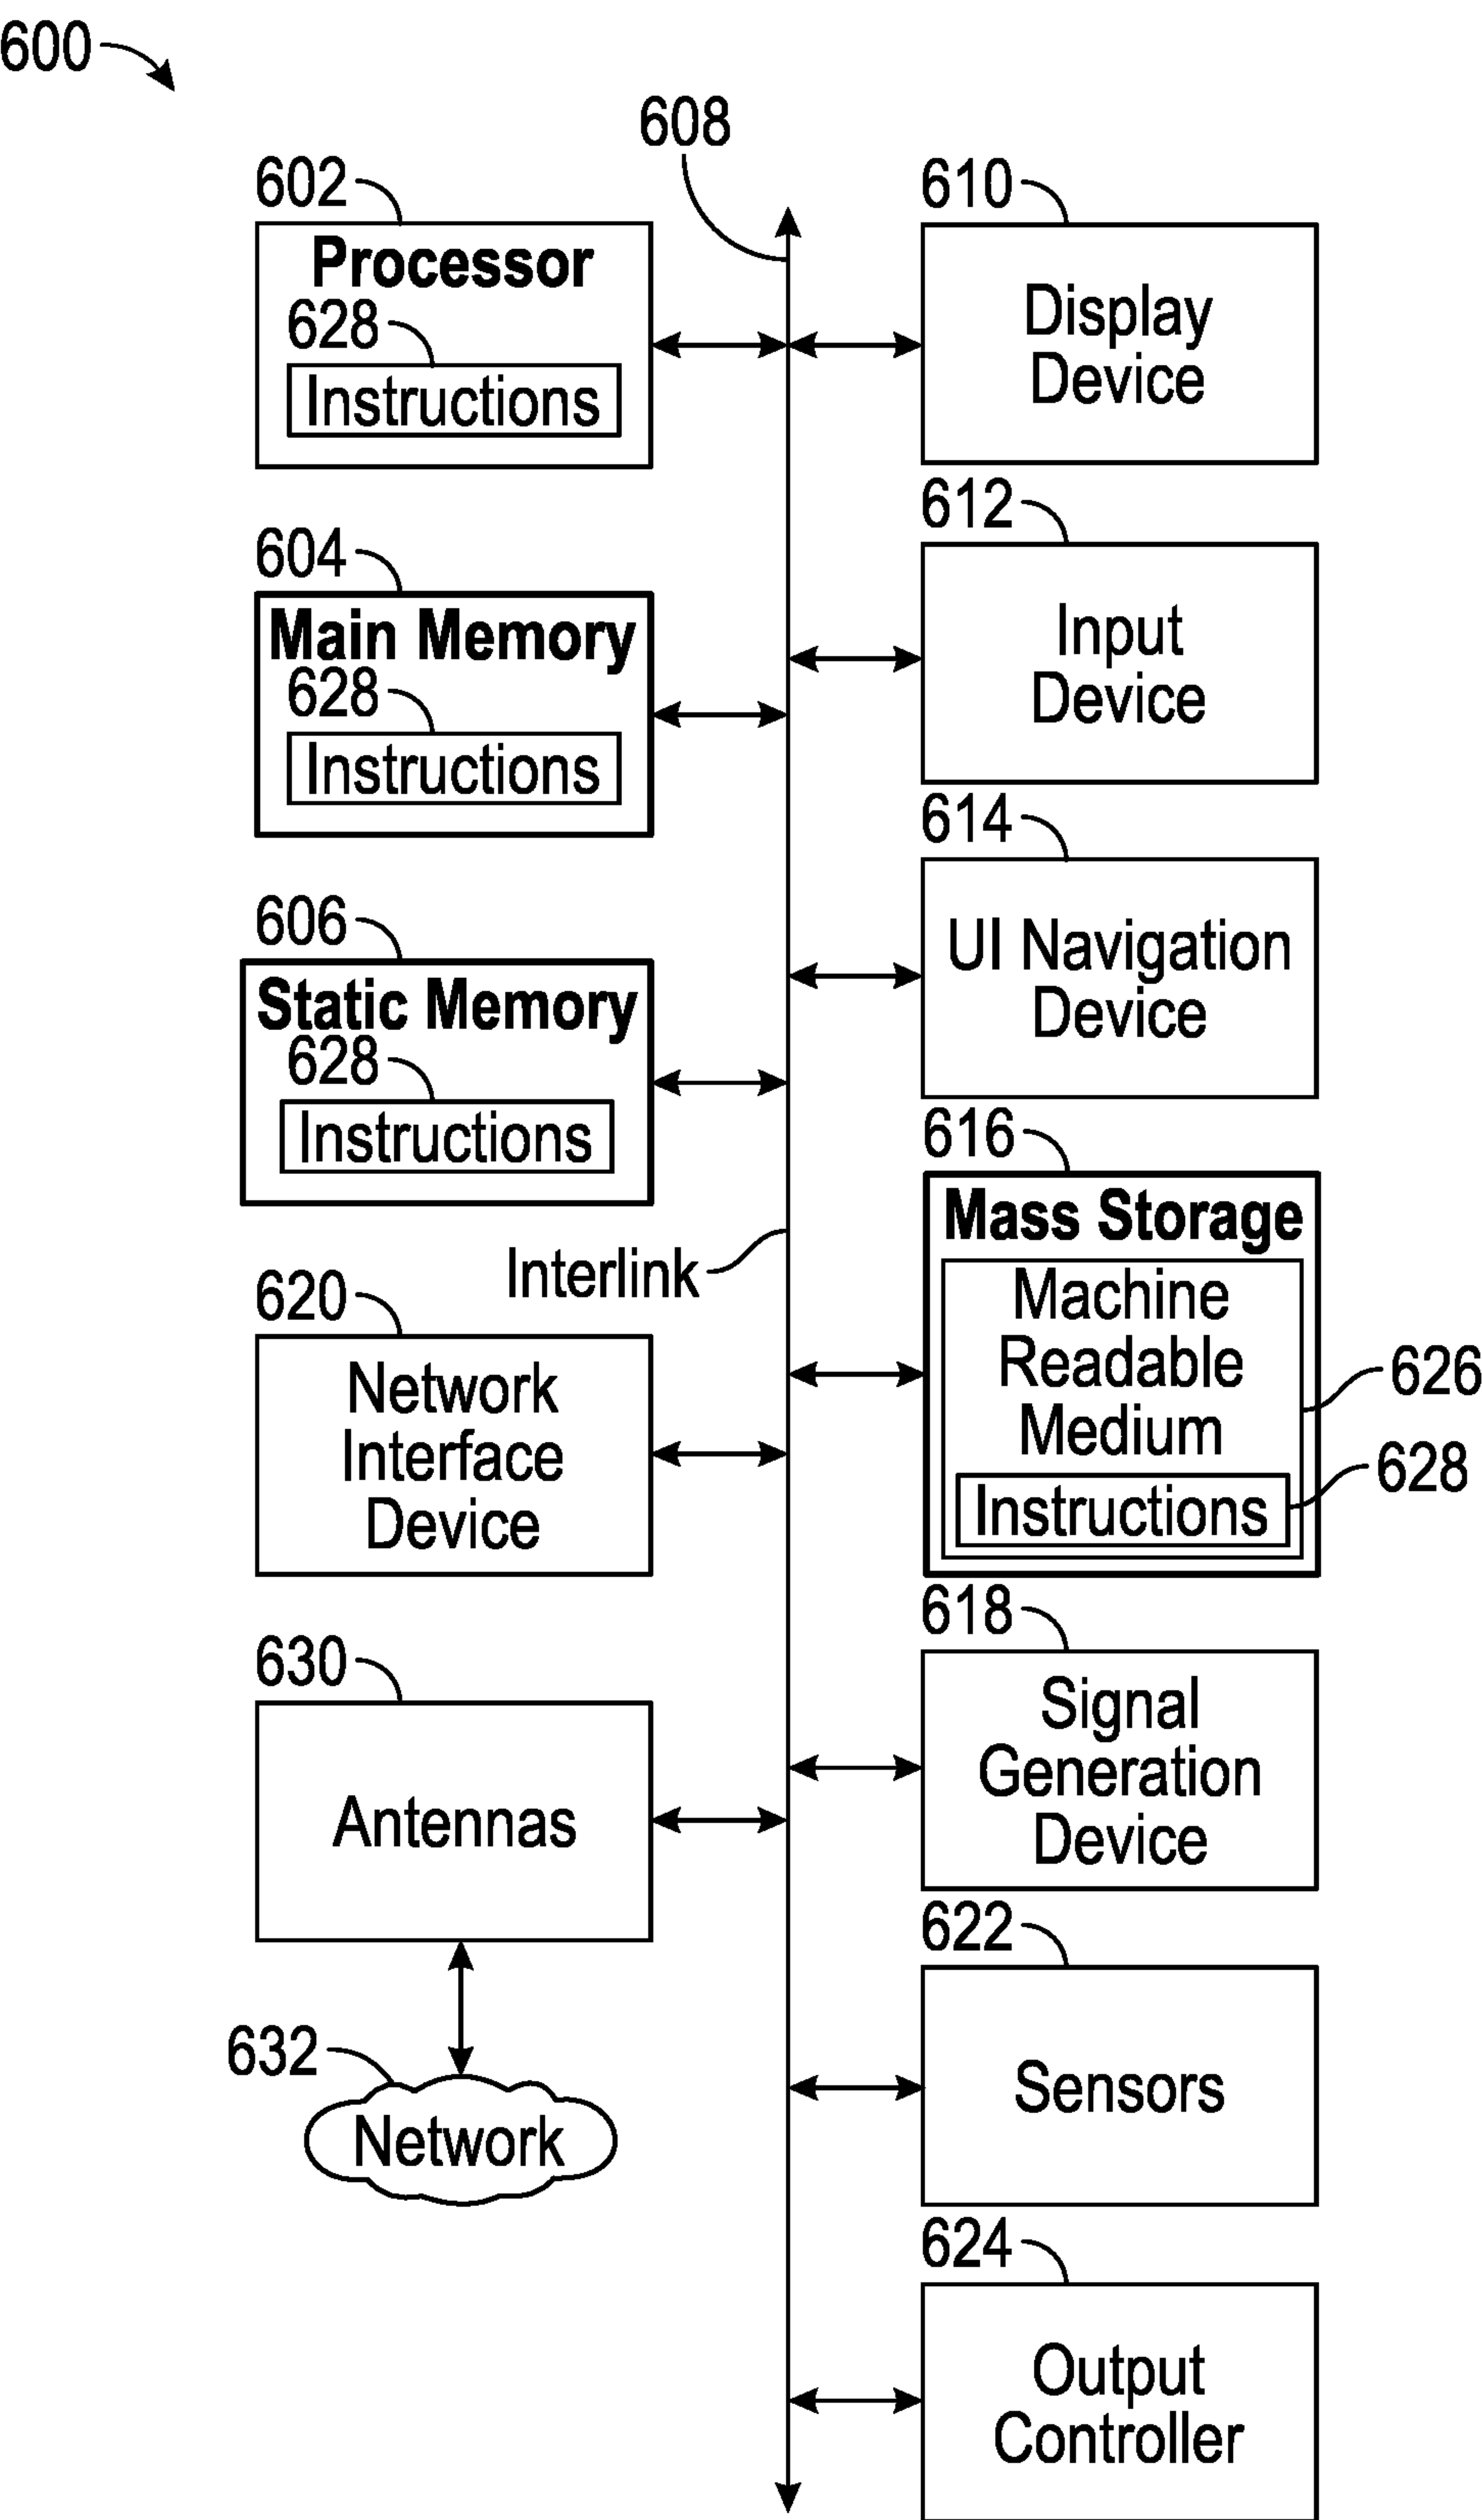 600
608
602
Processor
628
Instructions
604
Main Memory
628
Instructions
606
Static Memory
628
Instructions
Interlink
620
Network
Interface
Device
630
Antennas
632
Network
610
Display
Device
612
Input
Device
614
UI Navigation
Device
616
Mass Storage
Machine
Readable
Medium
626
Instructions
628
618
Signal
Generation
Device
622
Sensors
624
Output
Controller